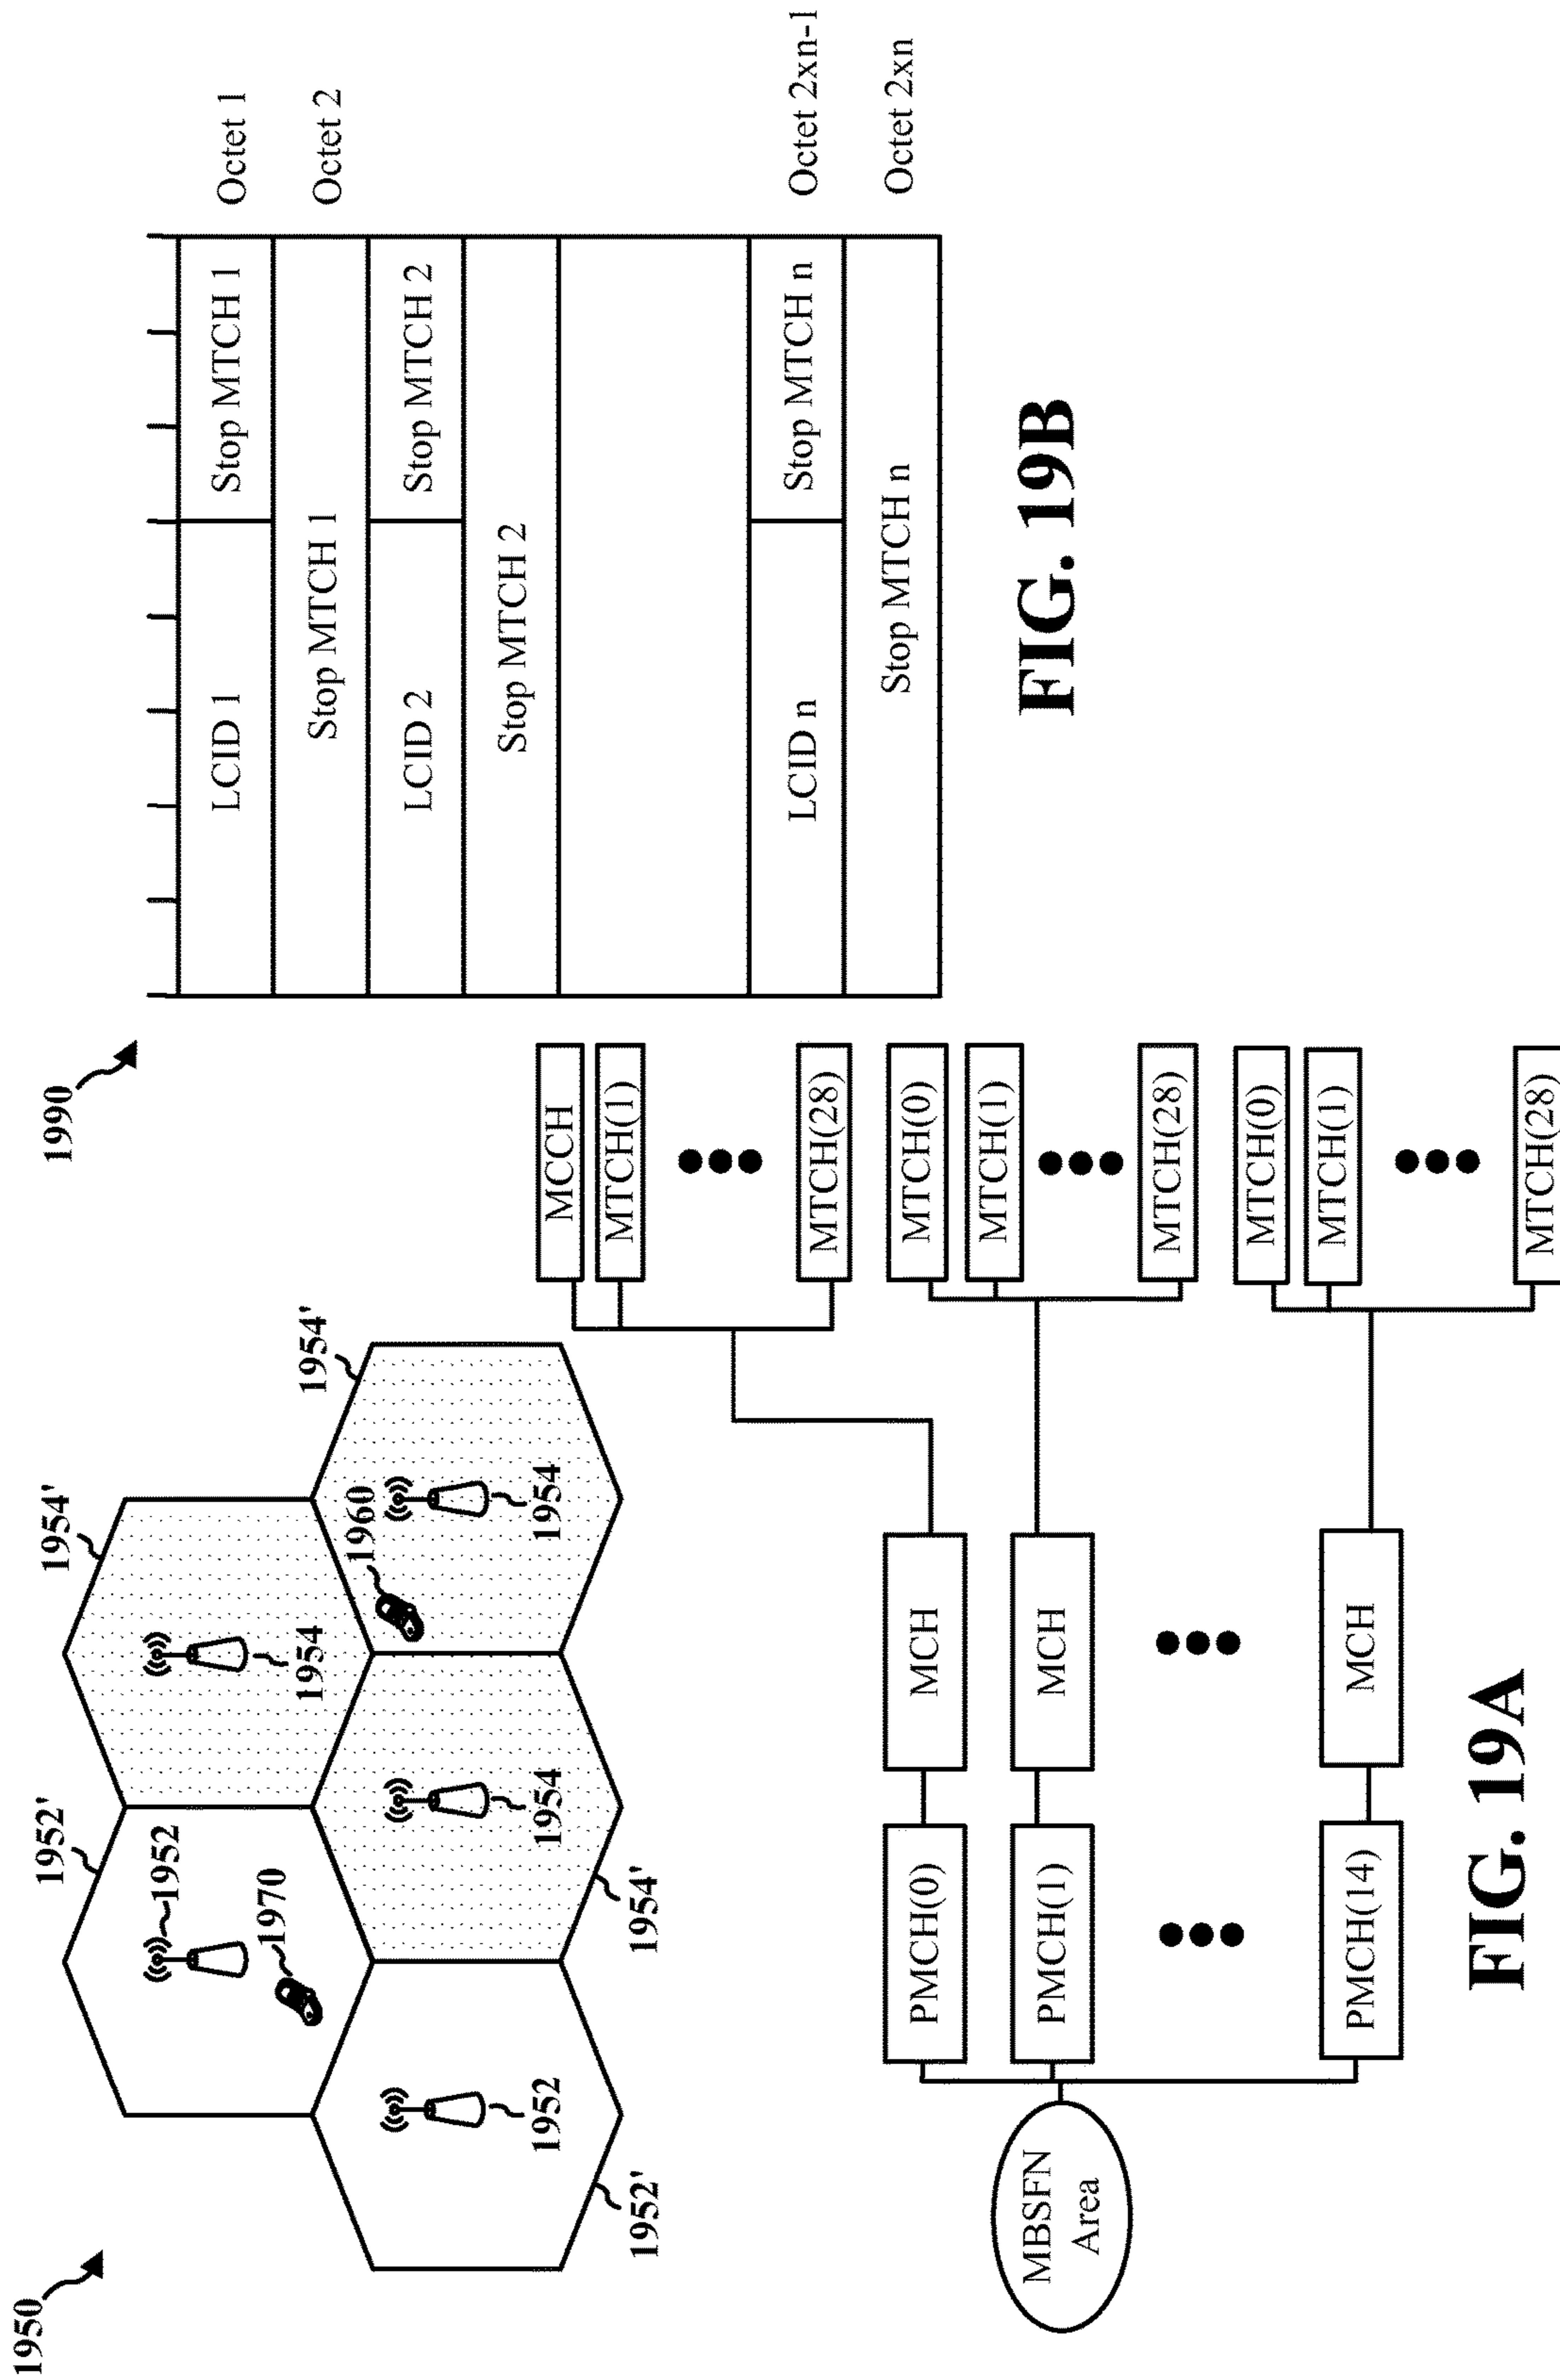 1950
1952'
1954'
1954'
1952
1970
1954
1960
1954
1952
1954
1952'
1954'
MBSFN
Area
PMCH(0)
MCH
MCCH
MTCH(1)
MTCH(28)
PMCH(1)
MCH
MTCH(0)
MTCH(1)
MTCH(28)
PMCH(14)
MCH
MTCH(0)
MTCH(1)
MTCH(28)
FIG. 19A
1990
LCID 1 Stop MTCH 1 Octet 1
Stop MTCH 1 Octet 2
LCID 2 Stop MTCH 2
Stop MTCH 2
LCID n Stop MTCH n Octet 2xn-1
Stop MTCH n Octet 2xn
FIG. 19B